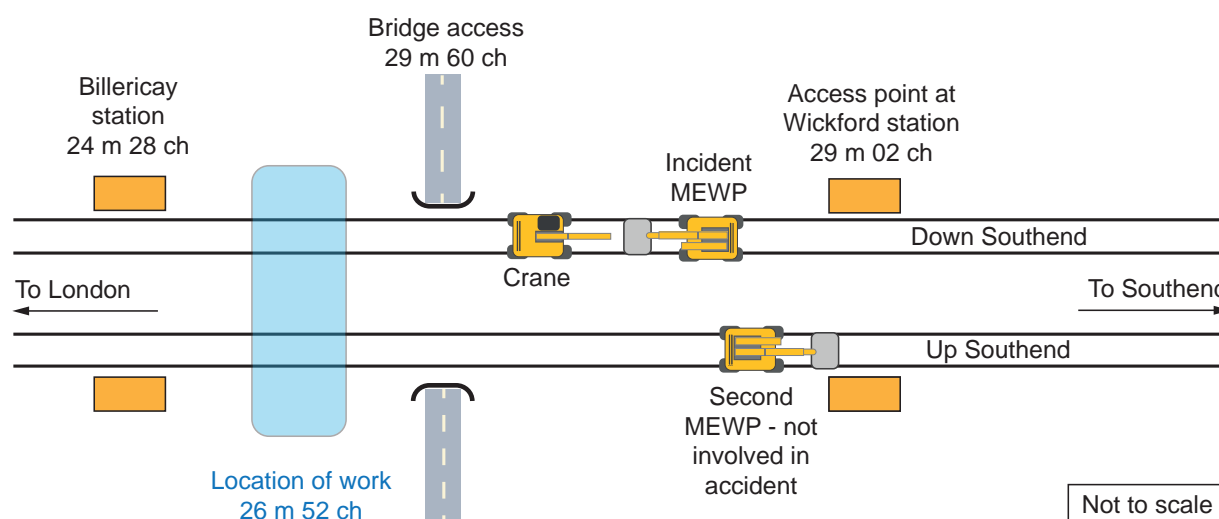 Bridge access
29 m 60 ch
Billericay
station
24 m 28 ch
Access point at
Wickford station
29 m 02 ch
Incident
MEWP
Down Southend
Crane
To London
To Southend
Up Southend
Second
MEWP - not
involved in
accident
Location of work
26 m 52 ch
Not to scale